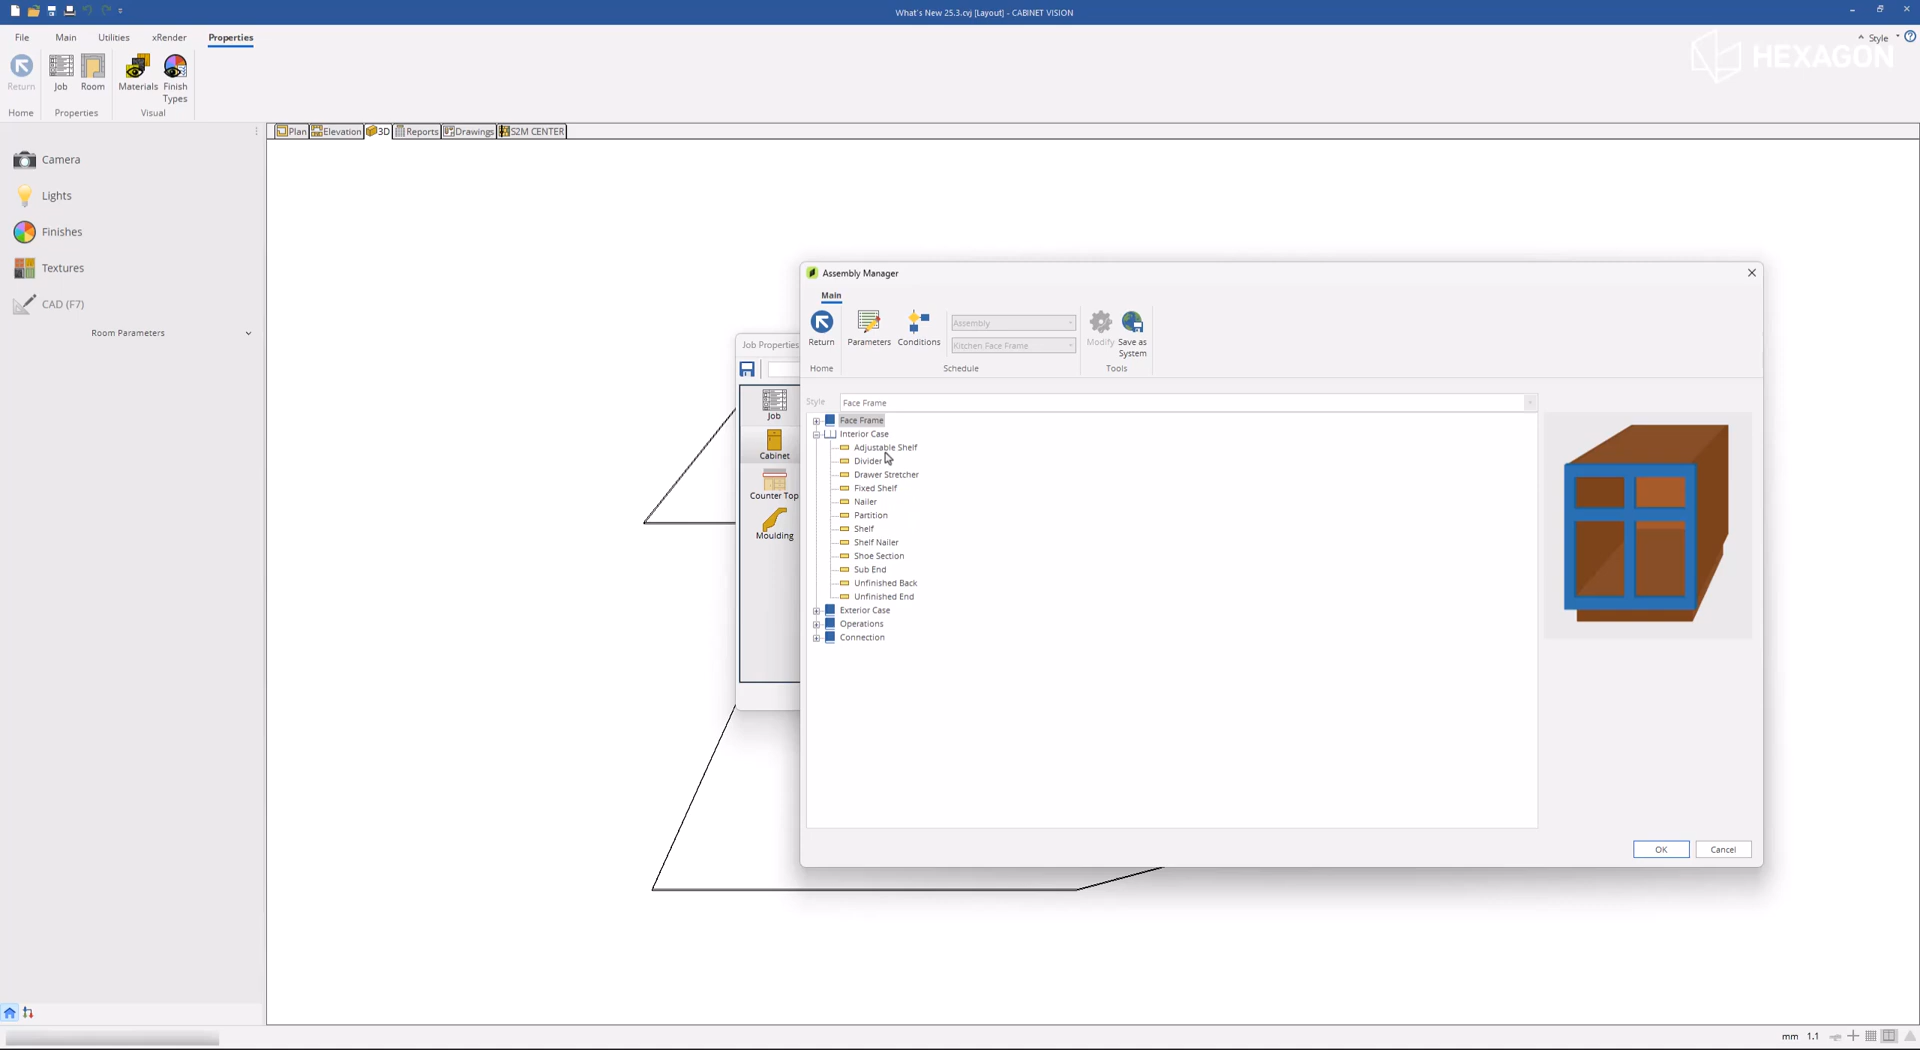 What's New 25.3.cvj [Layout] - CABINET VISION
File Main Utilities xRender Properties
Style
HEXAGON
Return Job Room Materials Finish Types
Home Properties Visual
Plan Elevation 3D Reports Drawings S2M CENTER
Camera
Lights
Finishes
Textures
CAD (F7)
Room Parameters
Job Properties
Job
Cabinet
Counter Top
Moulding
Assembly Manager
Main
Return Parameters Conditions
Assembly
Kitchen Face Frame
Modify Save as System
Home Schedule Tools
Style Face Frame
Face Frame
Interior Case
Adjustable Shelf
Divider
Drawer Stretcher
Fixed Shelf
Nailer
Partition
Shelf
Shelf Nailer
Shoe Section
Sub End
Unfinished Back
Unfinished End
Exterior Case
Operations
Connection
OK Cancel
mm 1.1